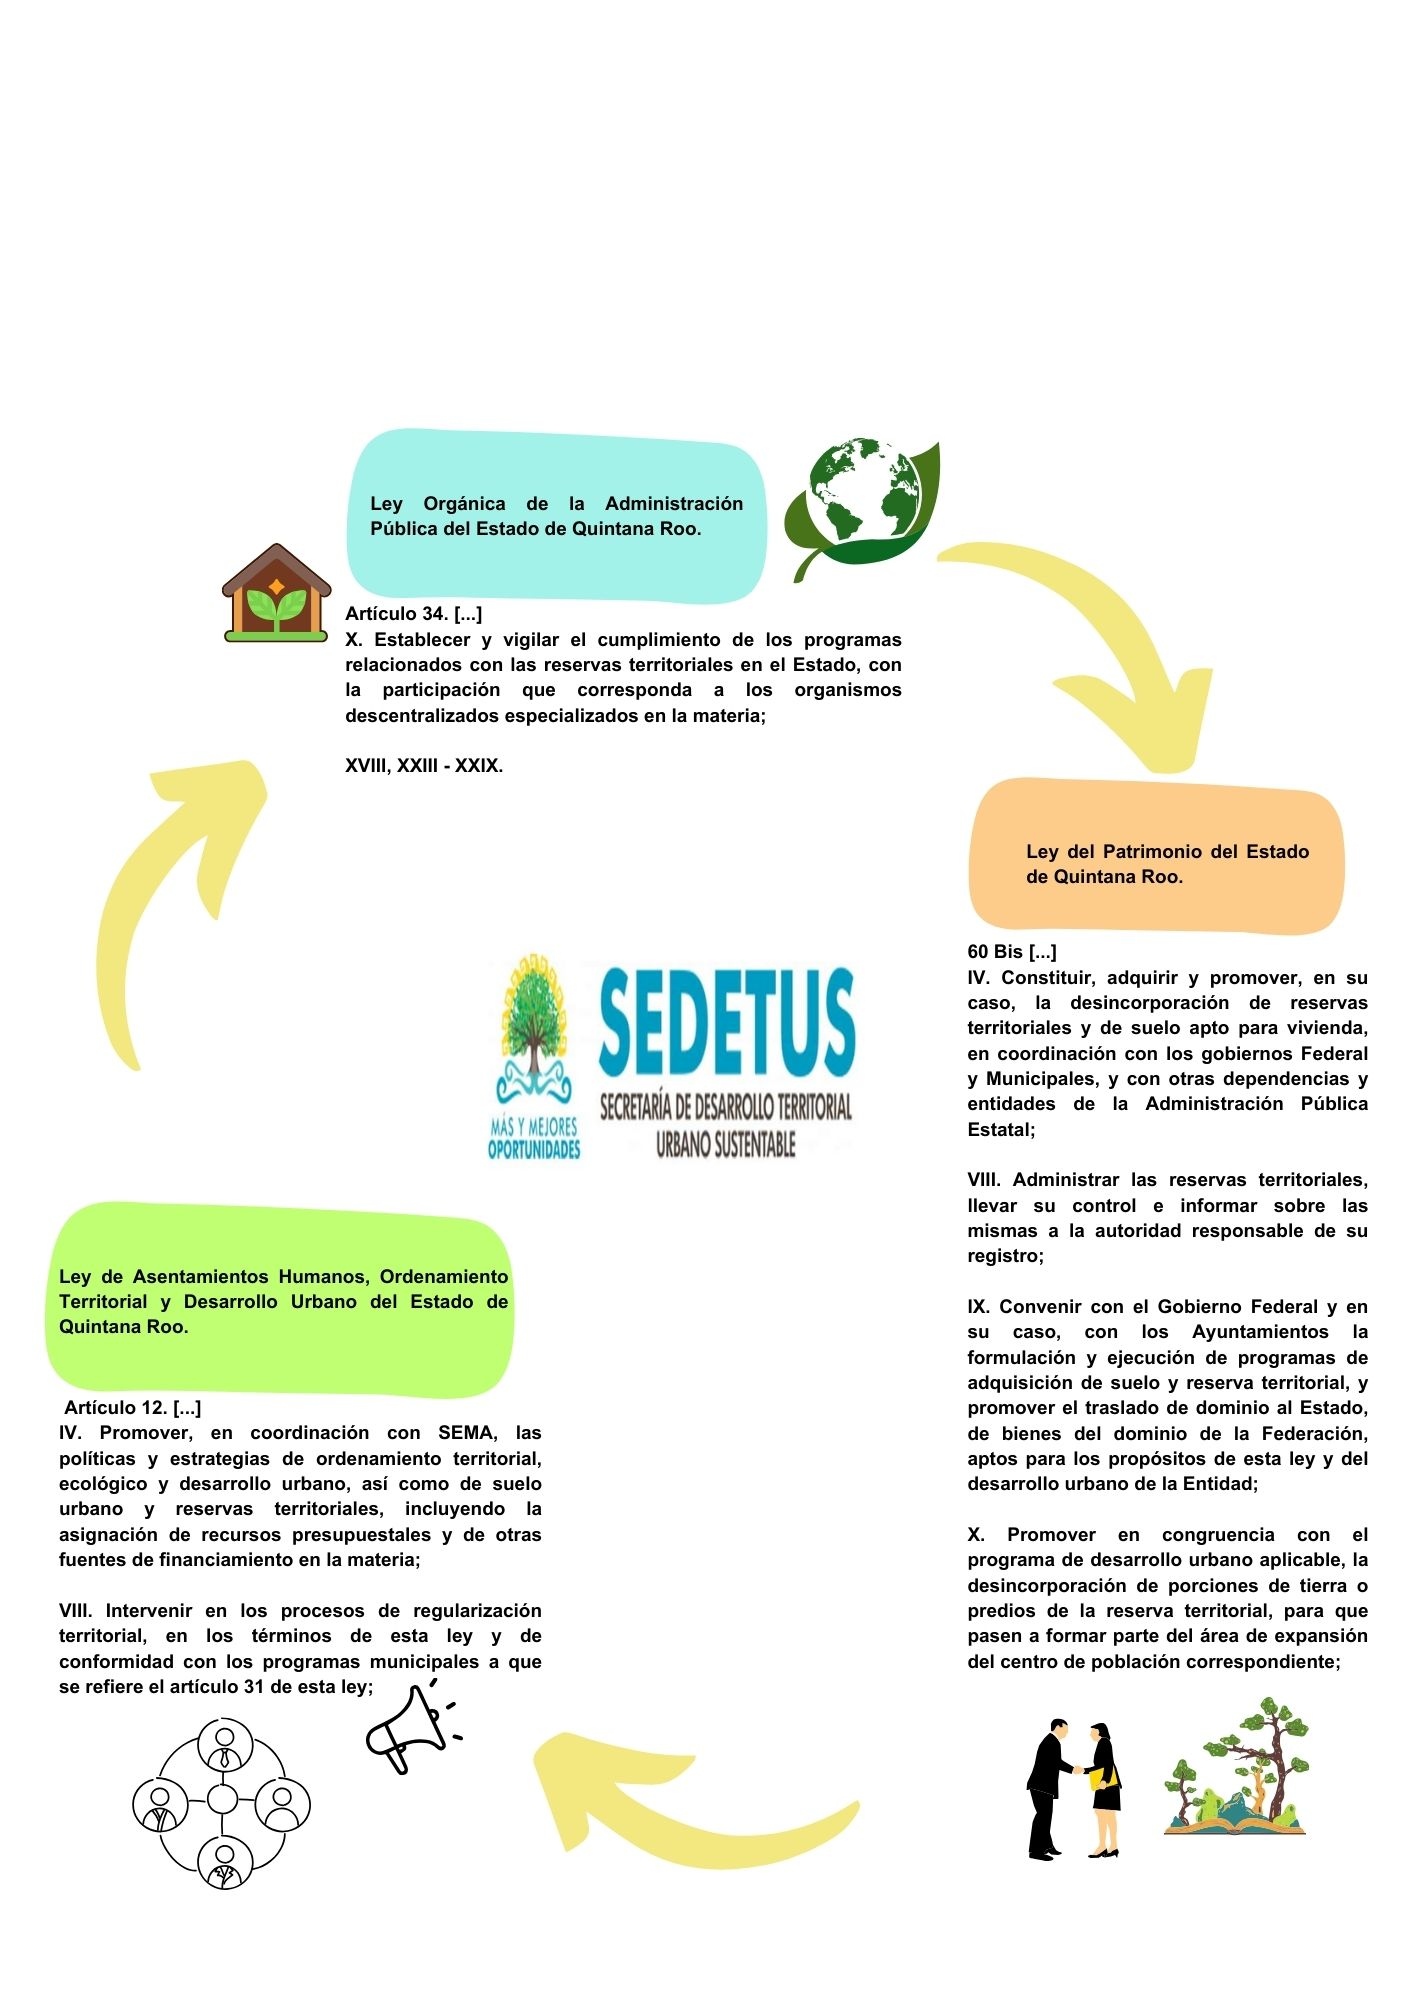 Ley Orgánica de la Administración
Pública del Estado de Quintana Roo.
Artículo 34. [...]
X. Establecer y vigilar el cumplimiento de los programas
relacionados con las reservas territoriales en el Estado, con
la participación que corresponda a los organismos
descentralizados especializados en la materia;
XVIII, XXIII - XXIX.
Ley del Patrimonio del Estado
de Quintana Roo.
60 Bis [...]
IV. Constituir, adquirir y promover, en su
caso, la desincorporación de reservas
territoriales y de suelo apto para vivienda,
en coordinación con los gobiernos Federal
y Municipales, y con otras dependencias y
entidades de la Administración Pública
Estatal;
VIII. Administrar las reservas territoriales,
llevar su control e informar sobre las
mismas a la autoridad responsable de su
registro;
IX. Convenir con el Gobierno Federal y en
su caso, con los Ayuntamientos la
formulación y ejecución de programas de
adquisición de suelo y reserva territorial, y
promover el traslado de dominio al Estado,
de bienes del dominio de la Federación,
aptos para los propósitos de esta ley y del
desarrollo urbano de la Entidad;
X. Promover en congruencia con el
programa de desarrollo urbano aplicable, la
desincorporación de porciones de tierra o
predios de la reserva territorial, para que
pasen a formar parte del área de expansión
del centro de población correspondiente;
SEDETUS
SECRETARÍA DE DESARROLLO TERRITORIAL
URBANO SUSTENTABLE
MÁS Y MEJORES
OPORTUNIDADES
Ley de Asentamientos Humanos, Ordenamiento
Territorial y Desarrollo Urbano del Estado de
Quintana Roo.
Artículo 12. [...]
IV. Promover, en coordinación con SEMA, las
políticas y estrategias de ordenamiento territorial,
ecológico y desarrollo urbano, así como de suelo
urbano y reservas territoriales, incluyendo la
asignación de recursos presupuestales y de otras
fuentes de financiamiento en la materia;
VIII. Intervenir en los procesos de regularización
territorial, en los términos de esta ley y de
conformidad con los programas municipales a que
se refiere el artículo 31 de esta ley;